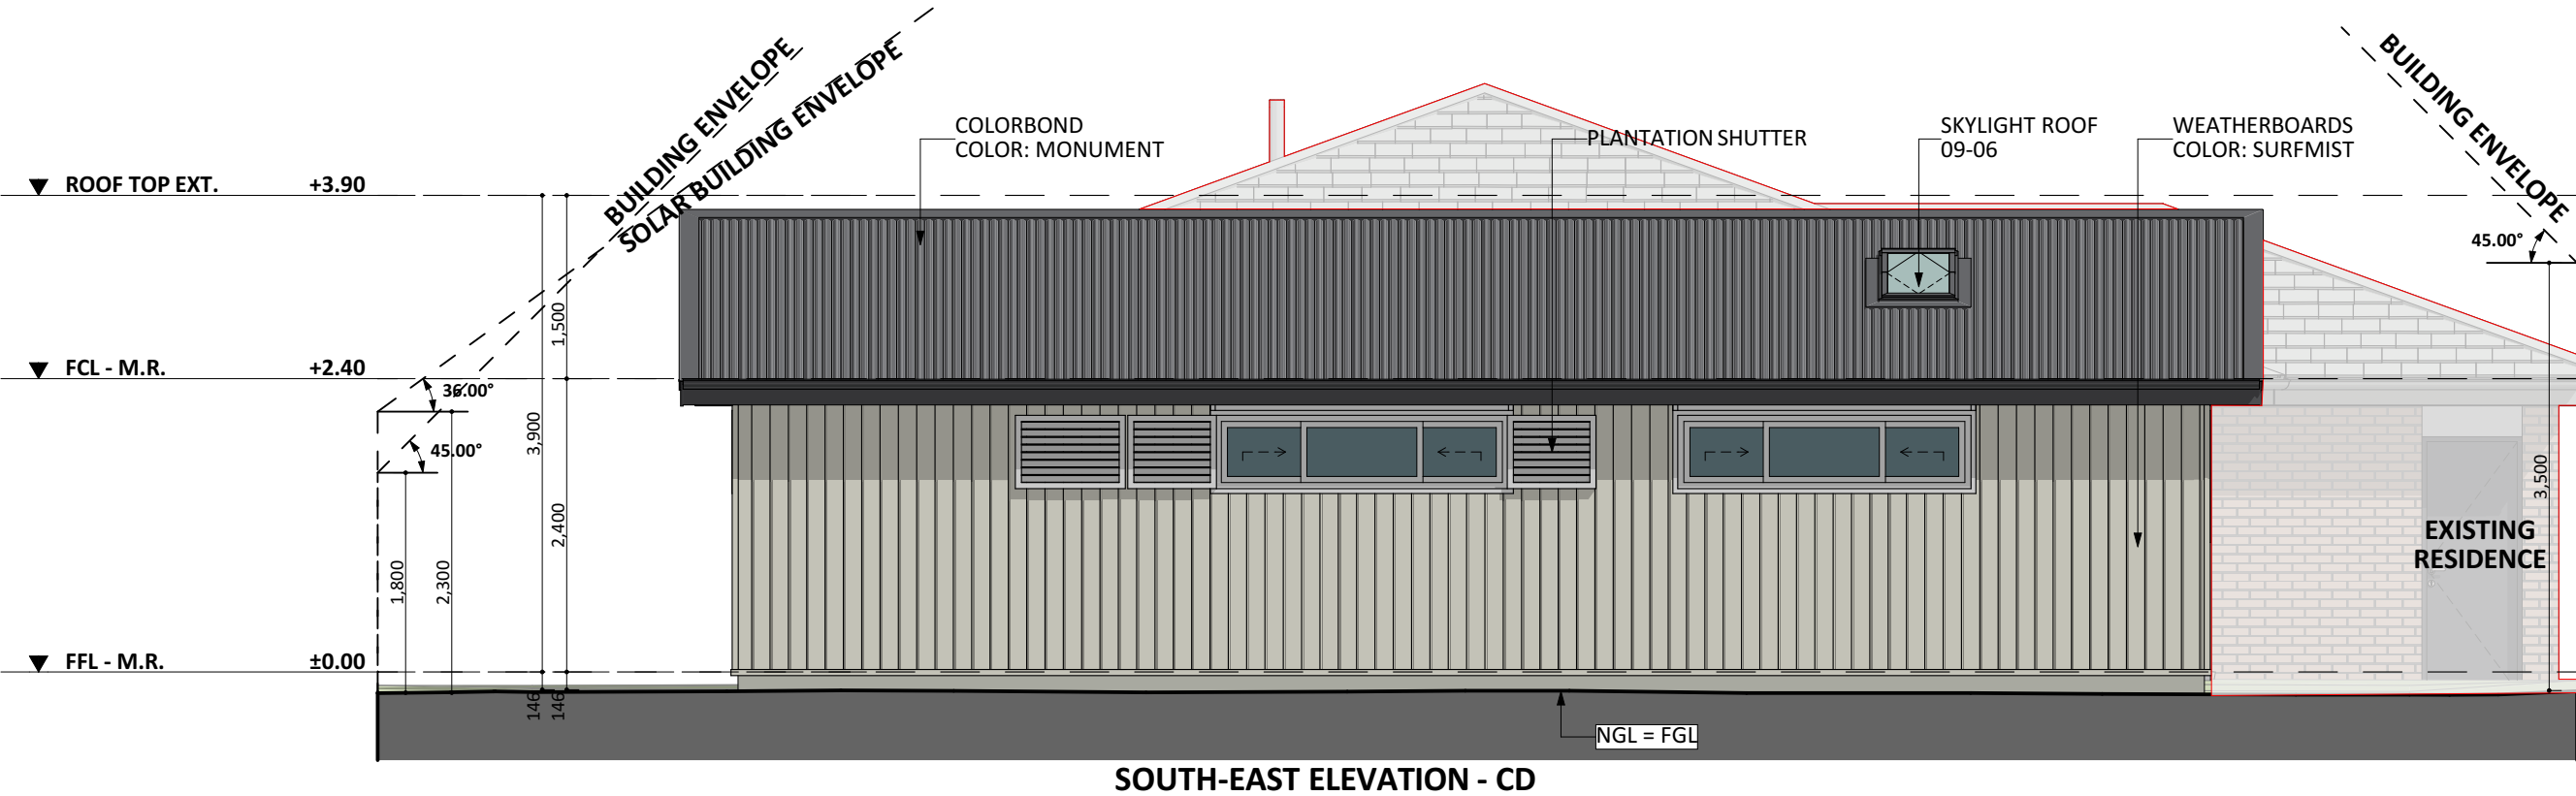 BUILDING ENVELOPE
SOLAR BUILDING ENVELOPE
BUILDING ENVELOPE
COLORBOND
COLOR: MONUMENT
PLANTATION SHUTTER
SKYLIGHT ROOF
09-06
WEATHERBOARDS
COLOR: SURFMIST
ROOF TOP EXT. +3.90
45.00°
1,500
FCL - M.R. +2.40
36.00°
3,900
45.00°
3,500
2,400
EXISTING
RESIDENCE
1,800
2,300
FFL - M.R. ±0.00
146
146
NGL = FGL
SOUTH-EAST ELEVATION - CD